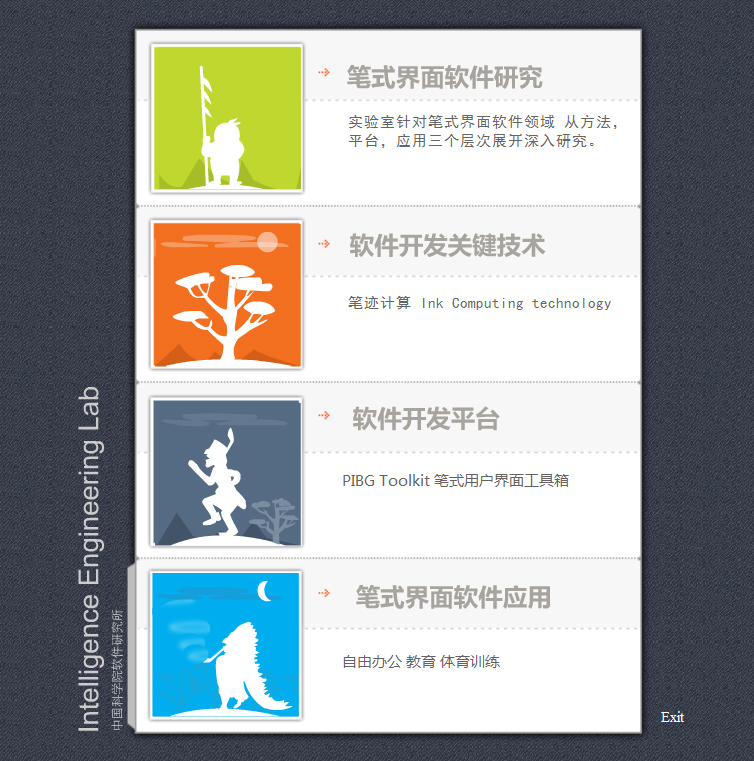 笔式界面软件研究
实验室针对笔式界面软件领域 从方法，
平台，应用三个层次展开深入研究。
软件开发关键技术
笔迹计算 Ink Computing technology
软件开发平台
PIBG Toolkit 笔式用户界面工具箱
笔式界面软件应用
自由办公 教育 体育训练
Intelligence Engineering Lab
中国科学院软件研究所
Exit